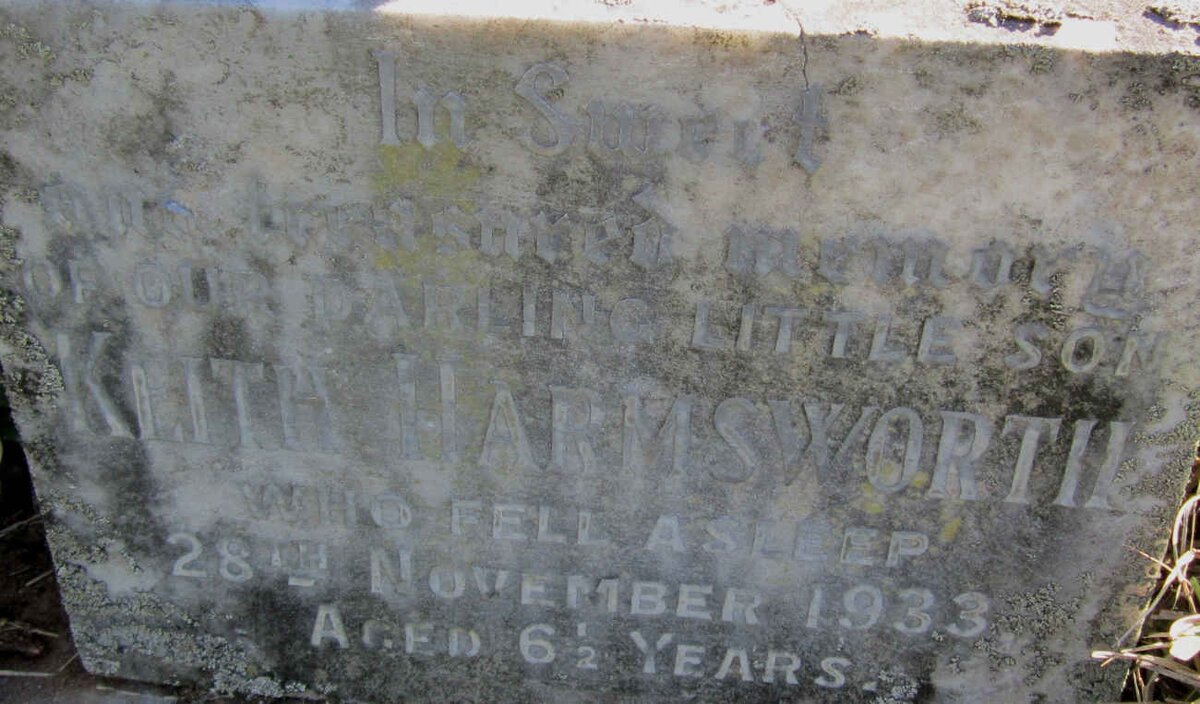 In Sweet
and treasured memory
OF OUR DARLING LITTLE SON
KEITH HARMSWORTH
WHO FELL ASLEEP
28TH NOVEMBER 1933
AGED 6½ YEARS.